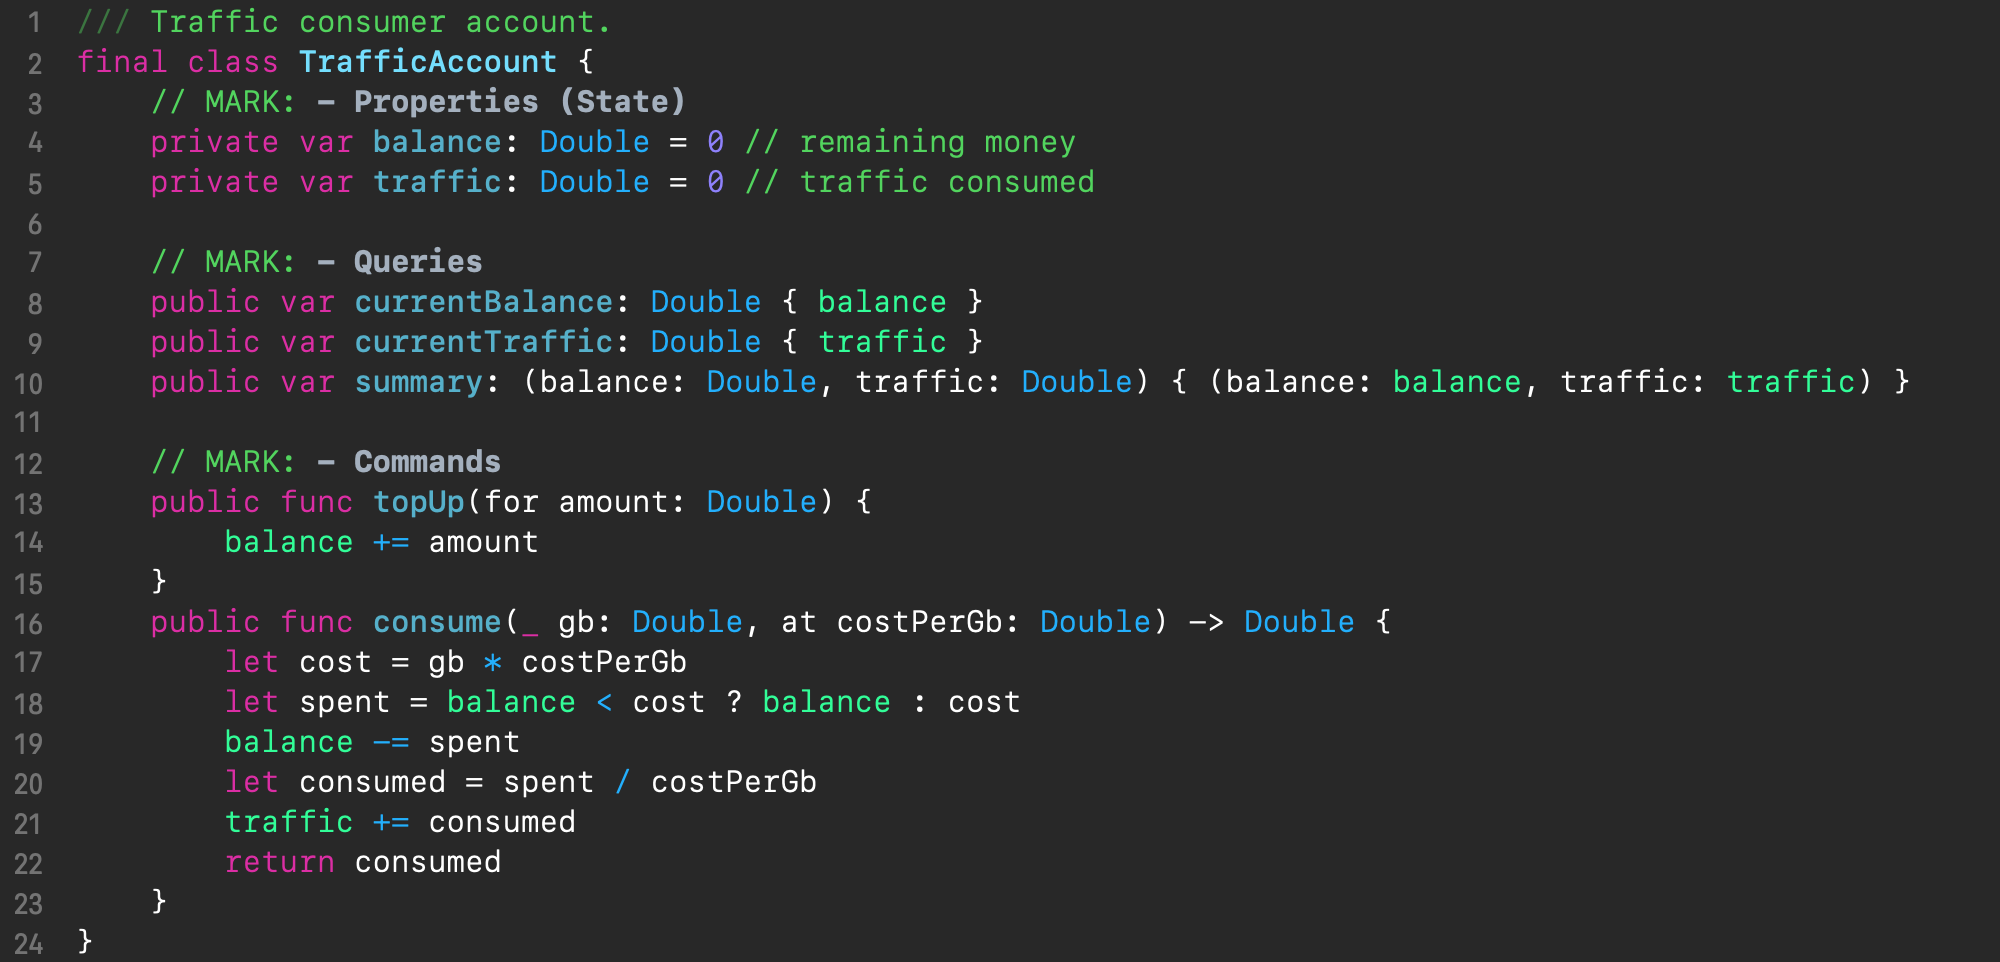 1 /// Traffic consumer account.
2 final class TrafficAccount {
3     // MARK: - Properties (State)
4     private var balance: Double = 0 // remaining money
5     private var traffic: Double = 0 // traffic consumed
6
7     // MARK: - Queries
8     public var currentBalance: Double { balance }
9     public var currentTraffic: Double { traffic }
10     public var summary: (balance: Double, traffic: Double) { (balance: balance, traffic: traffic) }
11
12     // MARK: - Commands
13     public func topUp(for amount: Double) {
14         balance += amount
15     }
16     public func consume(_ gb: Double, at costPerGb: Double) -> Double {
17         let cost = gb * costPerGb
18         let spent = balance < cost ? balance : cost
19         balance -= spent
20         let consumed = spent / costPerGb
21         traffic += consumed
22         return consumed
23     }
24 }